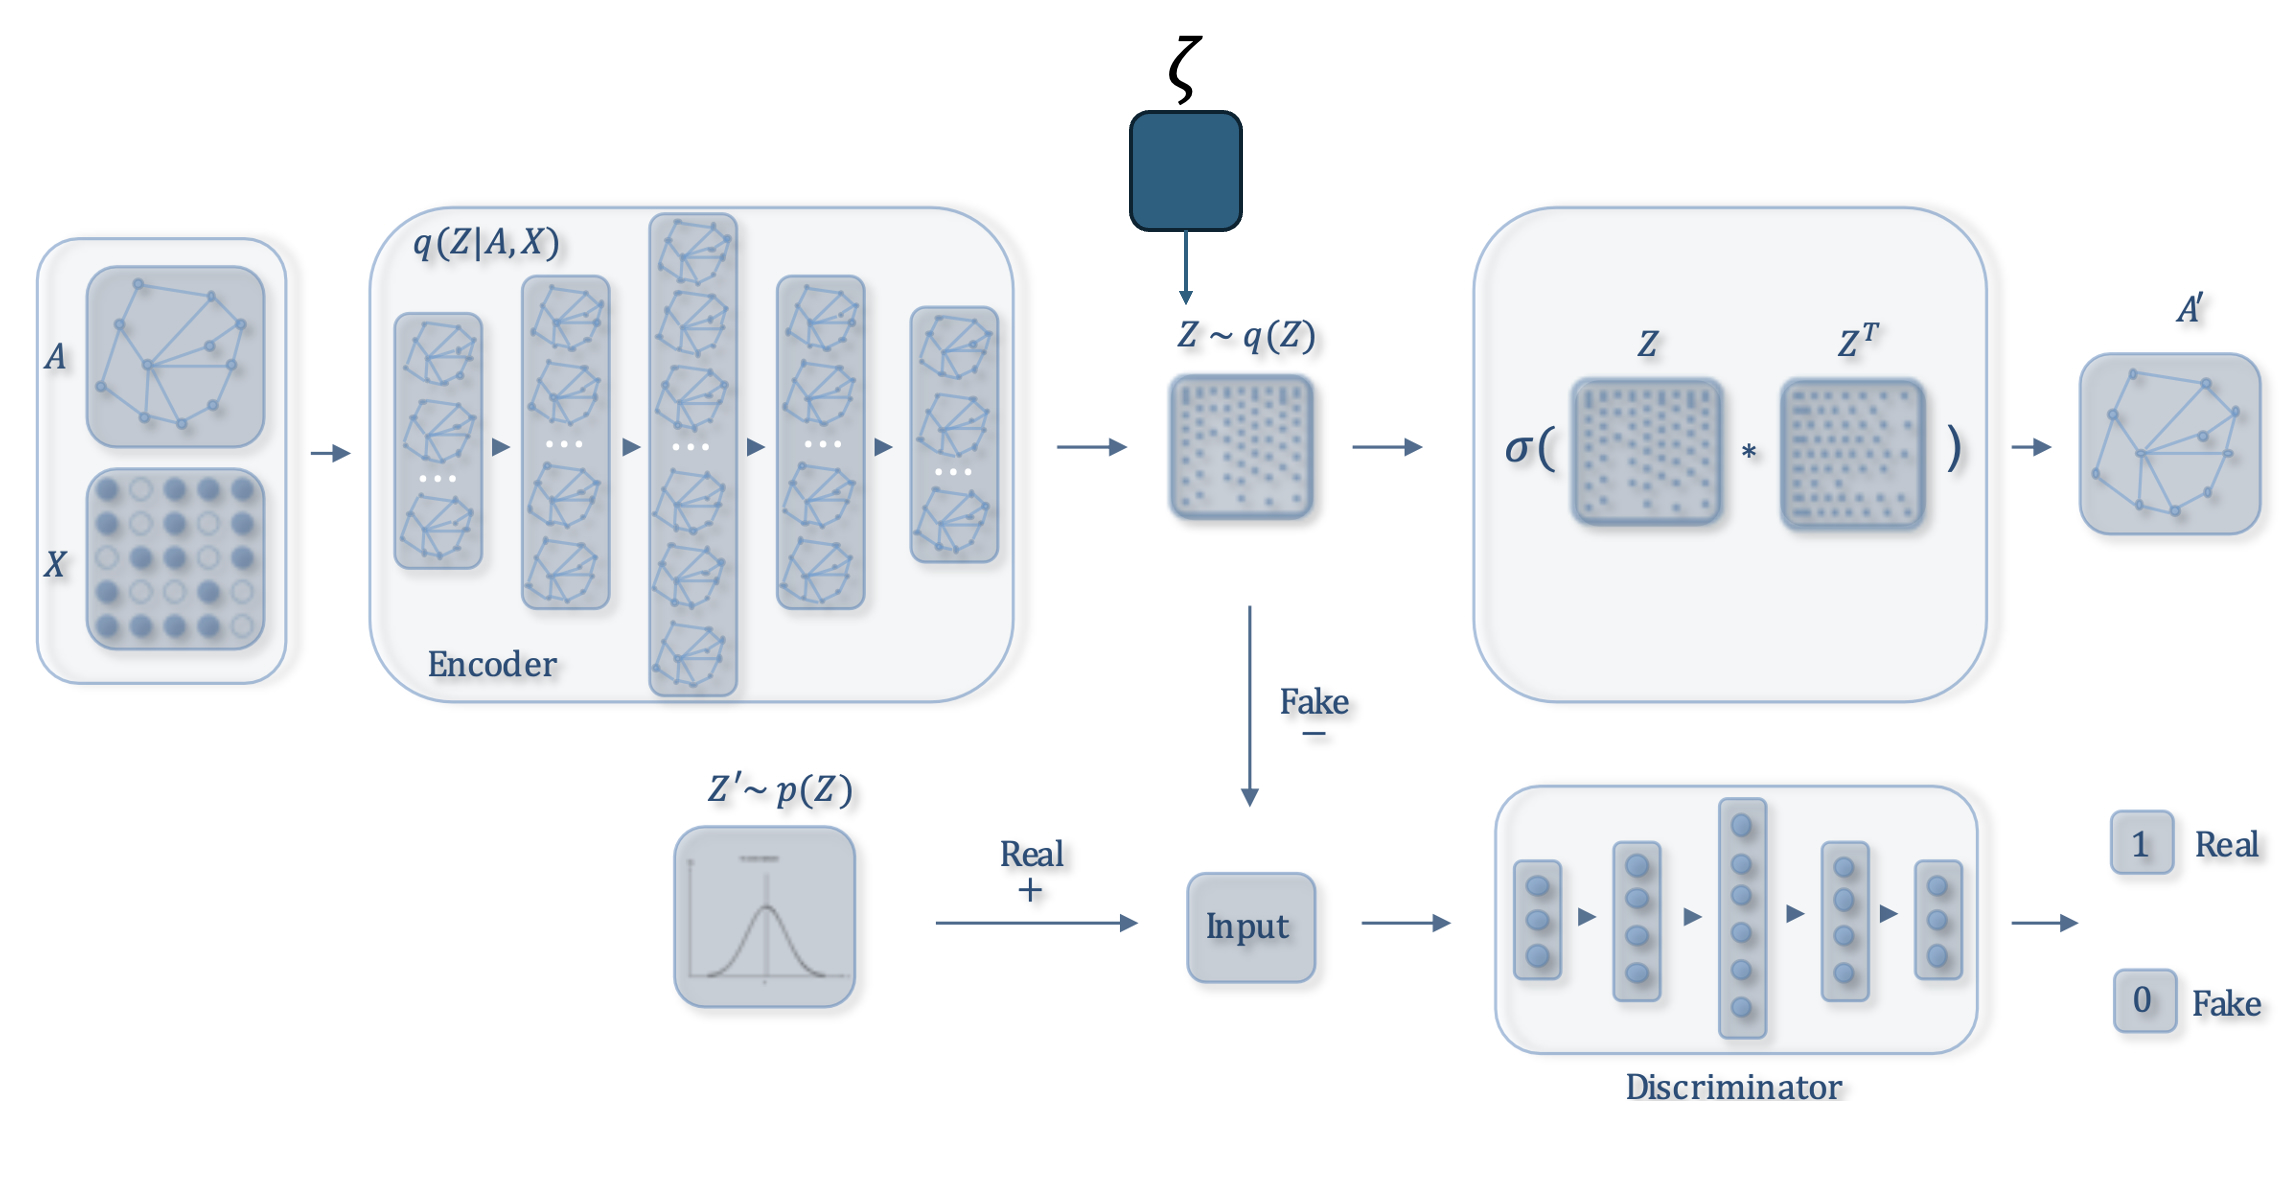 ζ
q(Z|A,X)
A
X
Encoder
Z ~ q(Z)
Z
Z^T
σ(
*
)
A′
Fake
−
Z′~ p(Z)
Real
+
Input
Discriminator
1 Real
0 Fake